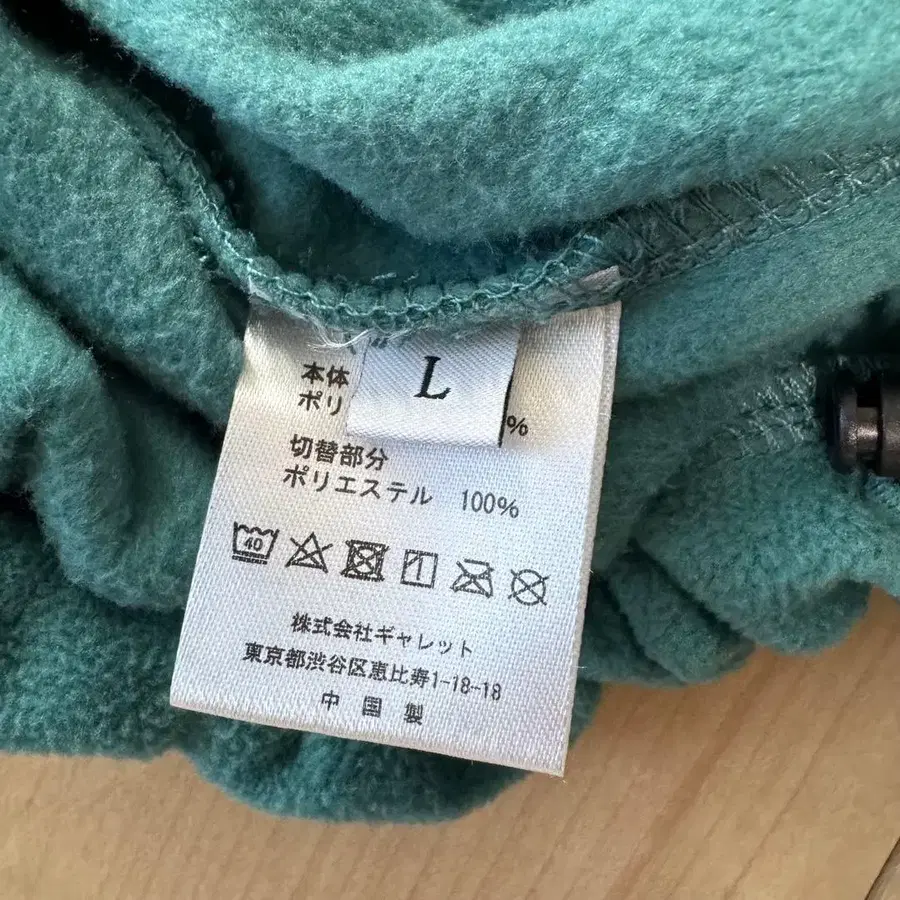 L
本体
ポリ %
切替部分
ポリエステル 100%
40
株式会社ギャレット
東京都渋谷区恵比寿1-18-18
中国製